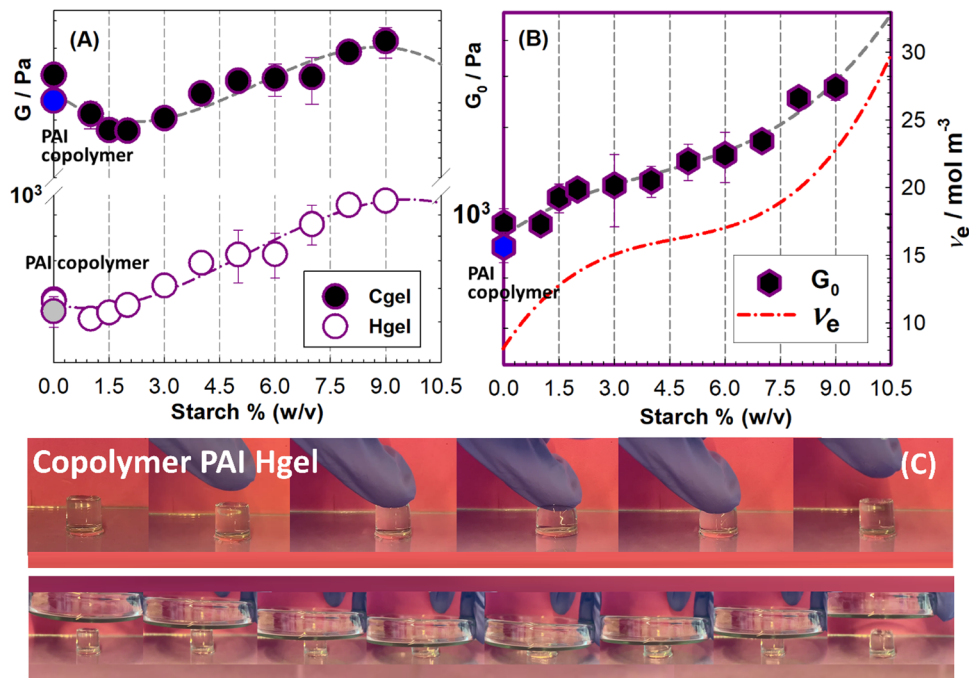 (A)
G / Pa
PAI
copolymer
10³
PAI copolymer
Cgel
Hgel
0.0 1.5 3.0 4.5 6.0 7.5 9.0 10.5
Starch % (w/v)
(B)
G₀ / Pa
10³
PAI
copolymer
G₀
νe
30
25
20
15
10
νe / mol m⁻³
0.0 1.5 3.0 4.5 6.0 7.5 9.0 10.5
Starch % (w/v)
Copolymer PAI Hgel
(C)